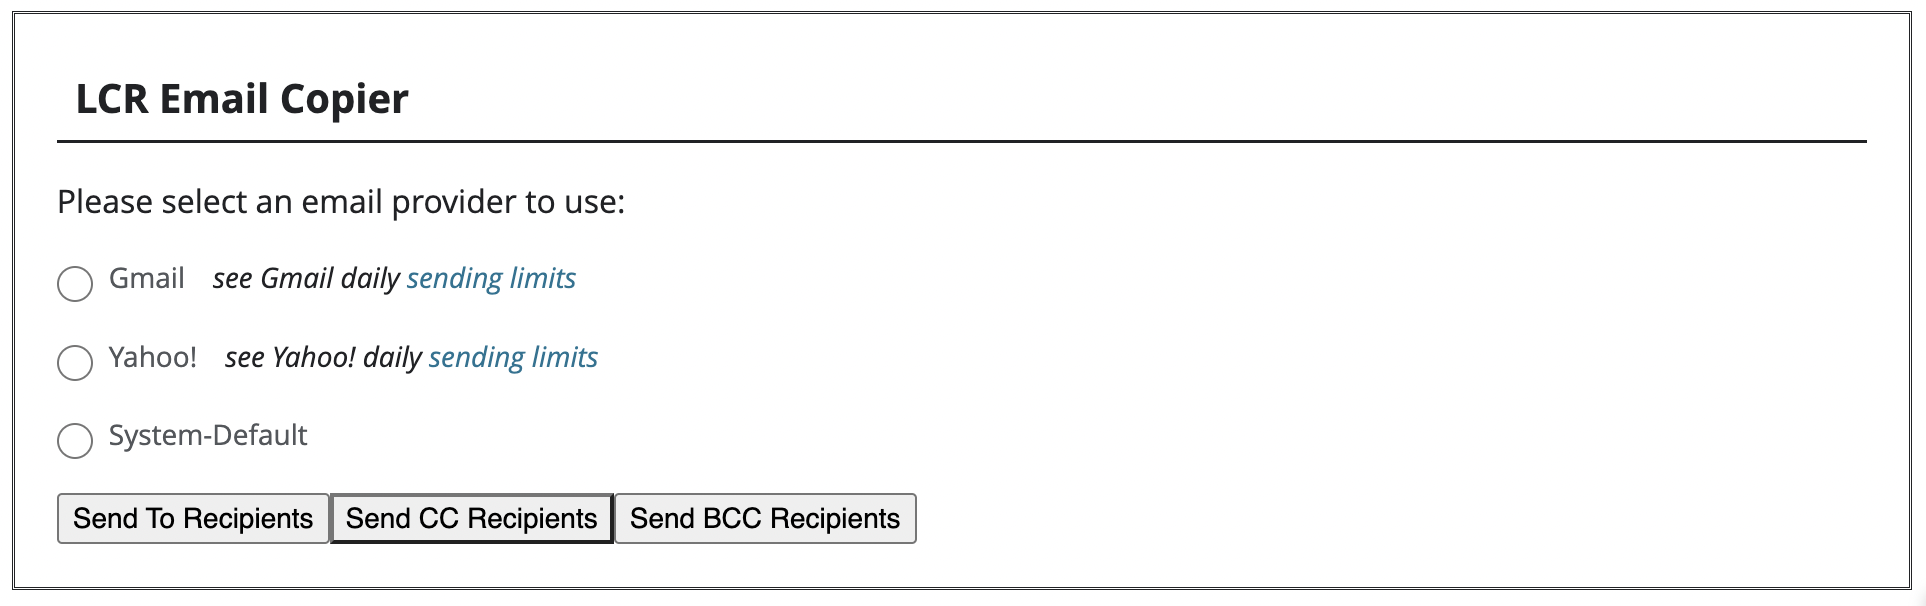 LCR Email Copier
Please select an email provider to use:
Gmail see Gmail daily sending limits
Yahoo! see Yahoo! daily sending limits
System-Default
Send To Recipients Send CC Recipients Send BCC Recipients